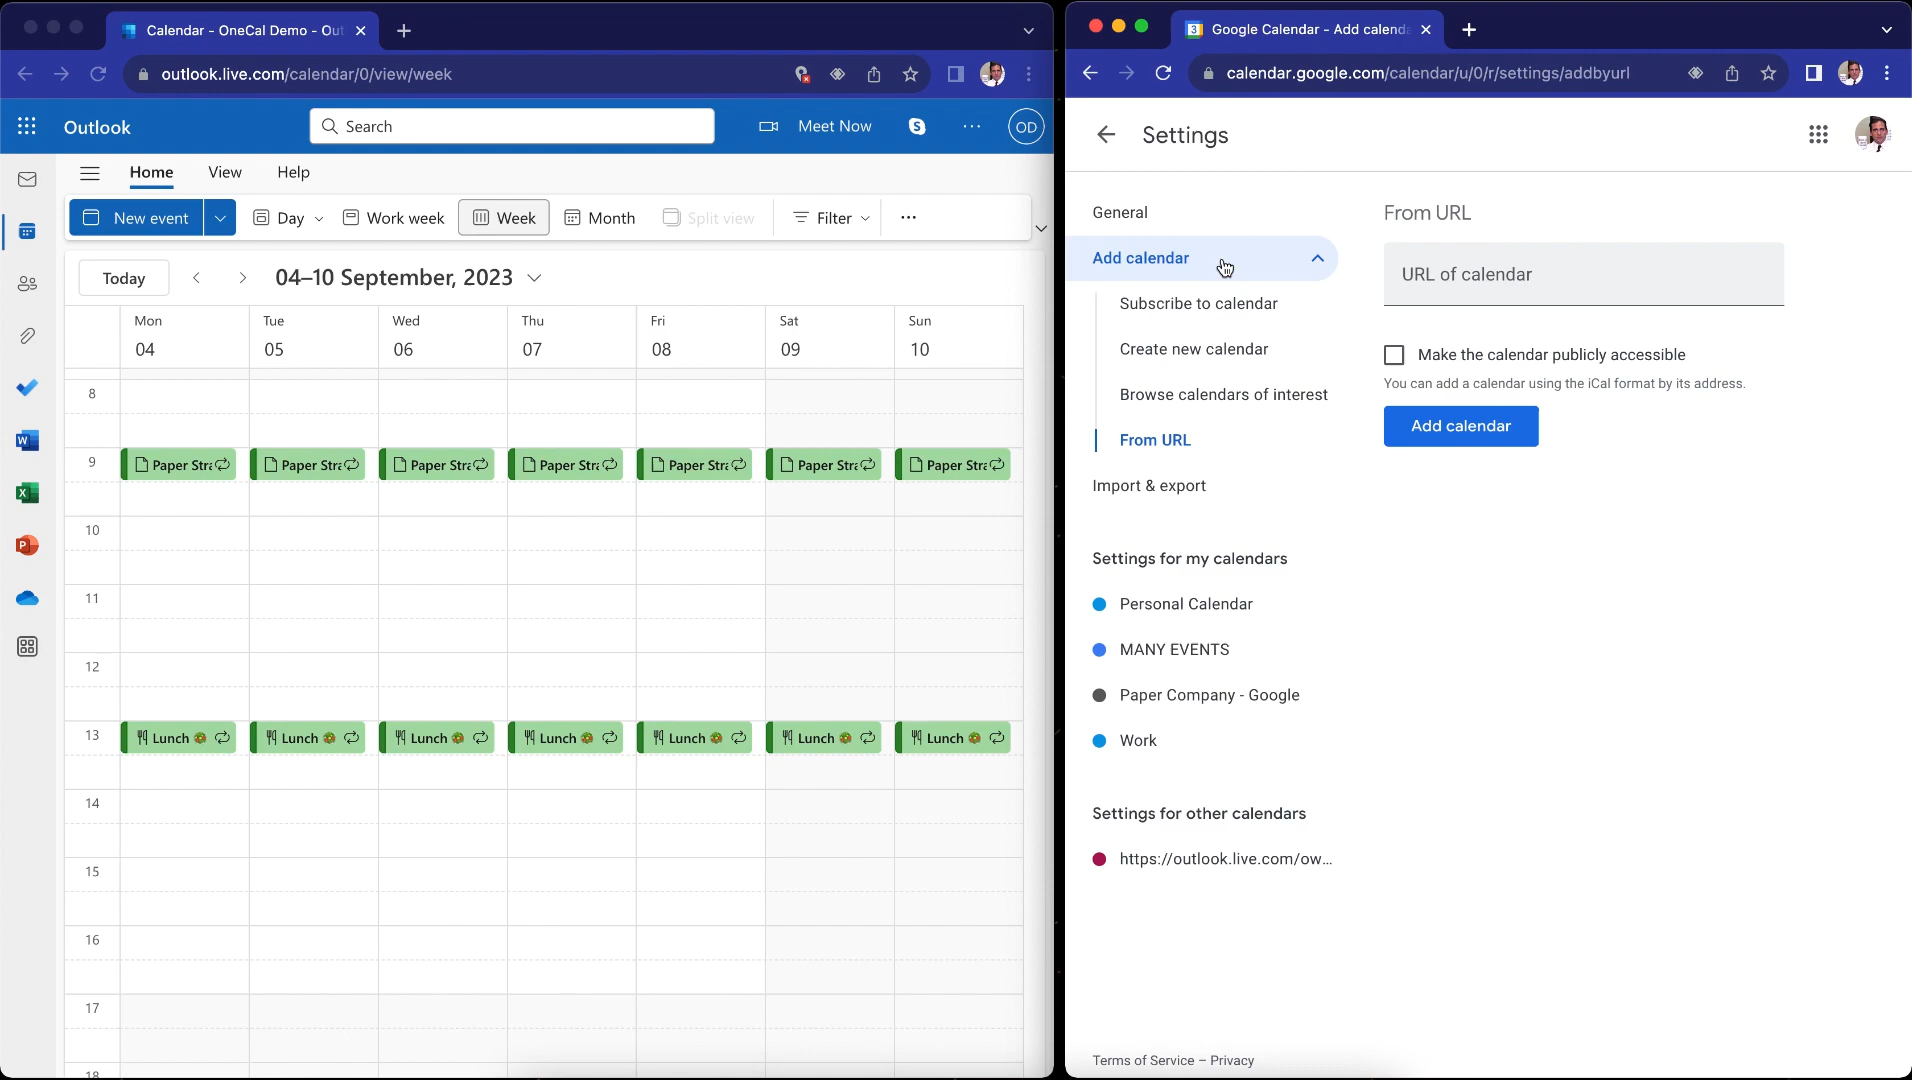 Calendar - OneCal Demo - Out
outlook.live.com/calendar/0/view/week
Outlook
Search
Meet Now
OD
Home
View
Help
New event
Day
Work week
Week
Month
Split view
Filter
Today
04–10 September, 2023
Mon Tue Wed Thu Fri Sat Sun
04 05 06 07 08 09 10
8
9
Paper Stra Paper Stra Paper Stra Paper Stra Paper Stra Paper Stra Paper Stra
10
11
12
13
Lunch Lunch Lunch Lunch Lunch Lunch Lunch
14
15
16
17
18
Google Calendar - Add calenda
calendar.google.com/calendar/u/0/r/settings/addbyurl
Settings
General
Add calendar
Subscribe to calendar
Create new calendar
Browse calendars of interest
From URL
Import & export
Settings for my calendars
Personal Calendar
MANY EVENTS
Paper Company - Google
Work
Settings for other calendars
https://outlook.live.com/ow...
From URL
URL of calendar
Make the calendar publicly accessible
You can add a calendar using the iCal format by its address.
Add calendar
Terms of Service – Privacy